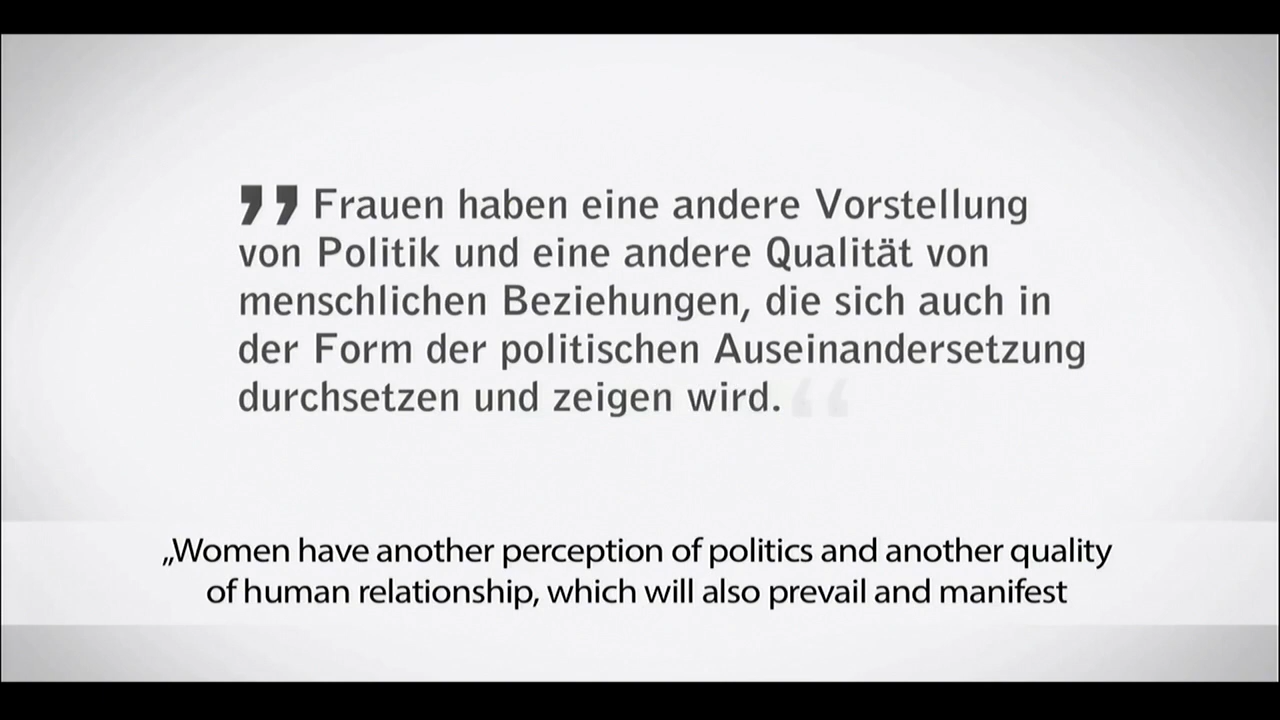 ❜❜ Frauen haben eine andere Vorstellung
von Politik und eine andere Qualität von
menschlichen Beziehungen, die sich auch in
der Form der politischen Auseinandersetzung
durchsetzen und zeigen wird. “
„Women have another perception of politics and another quality
of human relationship, which will also prevail and manifest